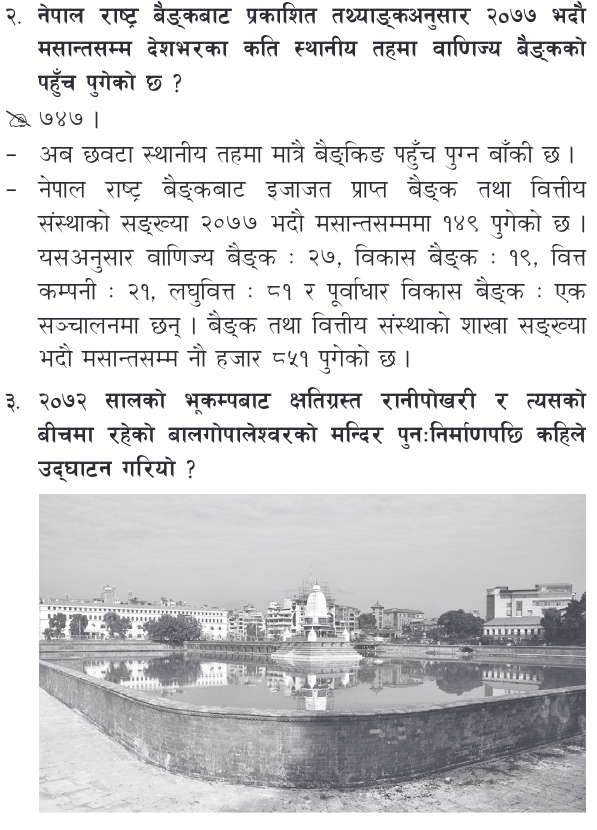 २. नेपाल राष्ट्र बैङ्कबाट प्रकाशित तथ्याङ्कअनुसार २०७७ भदौ
मसान्तसम्म देशभरका कति स्थानीय तहमा वाणिज्य बैङ्कको
पहुँच पुगेको छ ?
७४७ ।
– अब छवटा स्थानीय तहमा मात्रै बैङ्किङ पहुँच पुग्न बाँकी छ ।
– नेपाल राष्ट्र बैङ्कबाट इजाजत प्राप्त बैङ्क तथा वित्तीय
संस्थाको सङ्ख्या २०७७ भदौ मसान्तसम्ममा १४९ पुगेको छ ।
यसअनुसार वाणिज्य बैङ्क : २७, विकास बैङ्क : १९, वित्त
कम्पनी : २१, लघुवित्त : ८१ र पूर्वाधार विकास बैङ्क : एक
सञ्चालनमा छन् । बैङ्क तथा वित्तीय संस्थाको शाखा सङ्ख्या
भदौ मसान्तसम्म नौ हजार ८५१ पुगेको छ ।
३. २०७२ सालको भूकम्पबाट क्षतिग्रस्त रानीपोखरी र त्यसको
बीचमा रहेको बालगोपालेश्वरको मन्दिर पुनःनिर्माणपछि कहिले
उद्घाटन गरियो ?